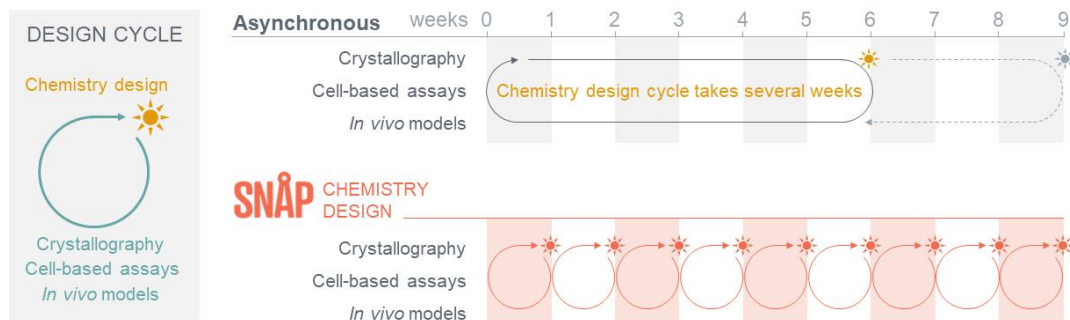 DESIGN CYCLE
Chemistry design
Crystallography
Cell-based assays
In vivo models
Asynchronous weeks 0 1 2 3 4 5 6 7 8 9
Crystallography
Cell-based assays
Chemistry design cycle takes several weeks
In vivo models
SNÅP CHEMISTRY
DESIGN
Crystallography
Cell-based assays
In vivo models